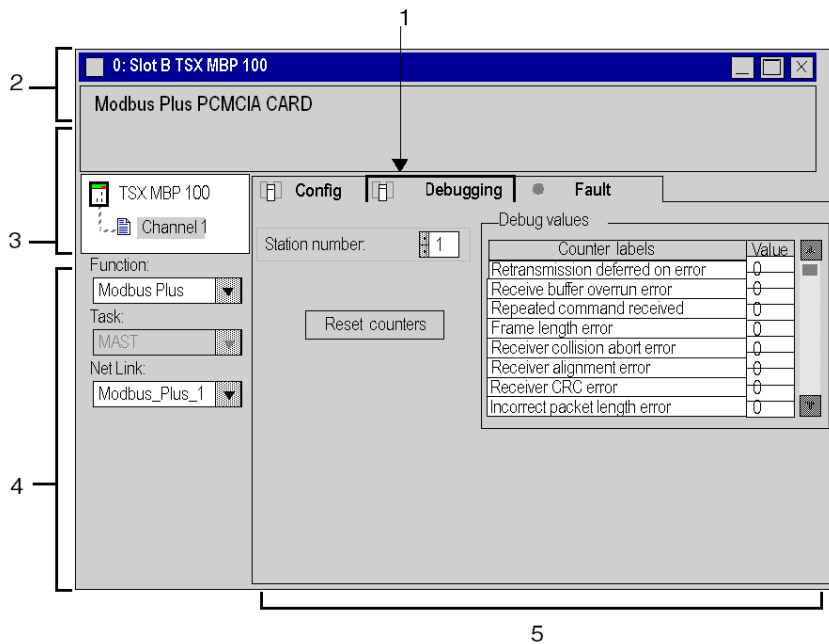 1
2
0: Slot B TSX MBP 100
Modbus Plus PCMCIA CARD
3
TSX MBP 100
Channel 1
Config
Debugging
Fault
Station number:
1
Reset counters
Debug values
Counter labels Value
Retransmission deferred on error 0
Receive buffer overrun error 0
Repeated command received 0
Frame length error 0
Receiver collision abort error 0
Receiver alignment error 0
Receiver CRC error 0
Incorrect packet length error 0
4
Function:
Modbus Plus
Task:
MAST
Net Link:
Modbus_Plus_1
5